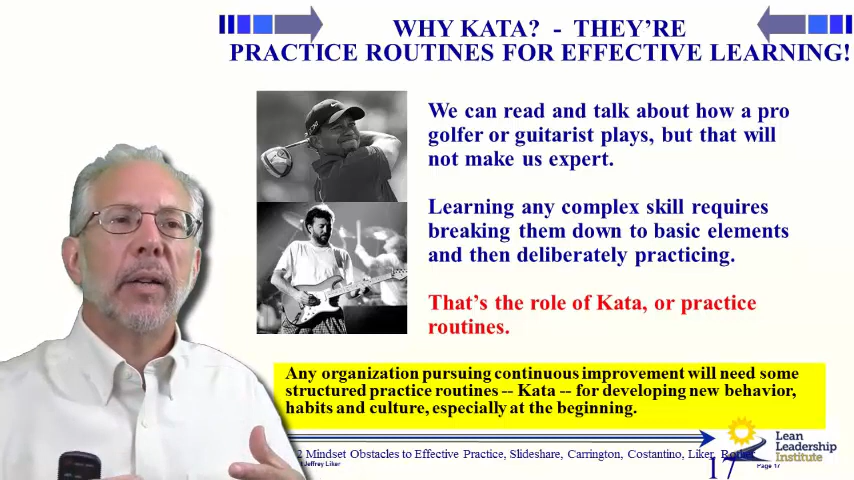 WHY KATA? - THEY'RE
PRACTICE ROUTINES FOR EFFECTIVE LEARNING!
We can read and talk about how a pro
golfer or guitarist plays, but that will
not make us expert.
Learning any complex skill requires
breaking them down to basic elements
and then deliberately practicing.
That's the role of Kata, or practice
routines.
Any organization pursuing continuous improvement will need some
structured practice routines -- Kata -- for developing new behavior,
habits and culture, especially at the beginning.
2 Mindset Obstacles to Effective Practice, Slideshare, Carrington, Costantino, Liker,
Jeffrey Liker
17
Page 17
Lean
Leadership
Institute